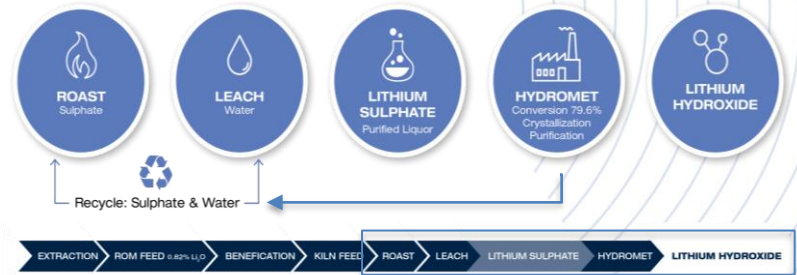 ROAST
Sulphate
LEACH
Water
LITHIUM
SULPHATE
Purified Liquor
HYDROMET
Conversion 79.6%
Crystallization
Purification
LITHIUM
HYDROXIDE
Recycle: Sulphate & Water
EXTRACTION ROM FEED 0.82% Li₂O BENEFICATION KILN FEED ROAST LEACH LITHIUM SULPHATE HYDROMET LITHIUM HYDROXIDE